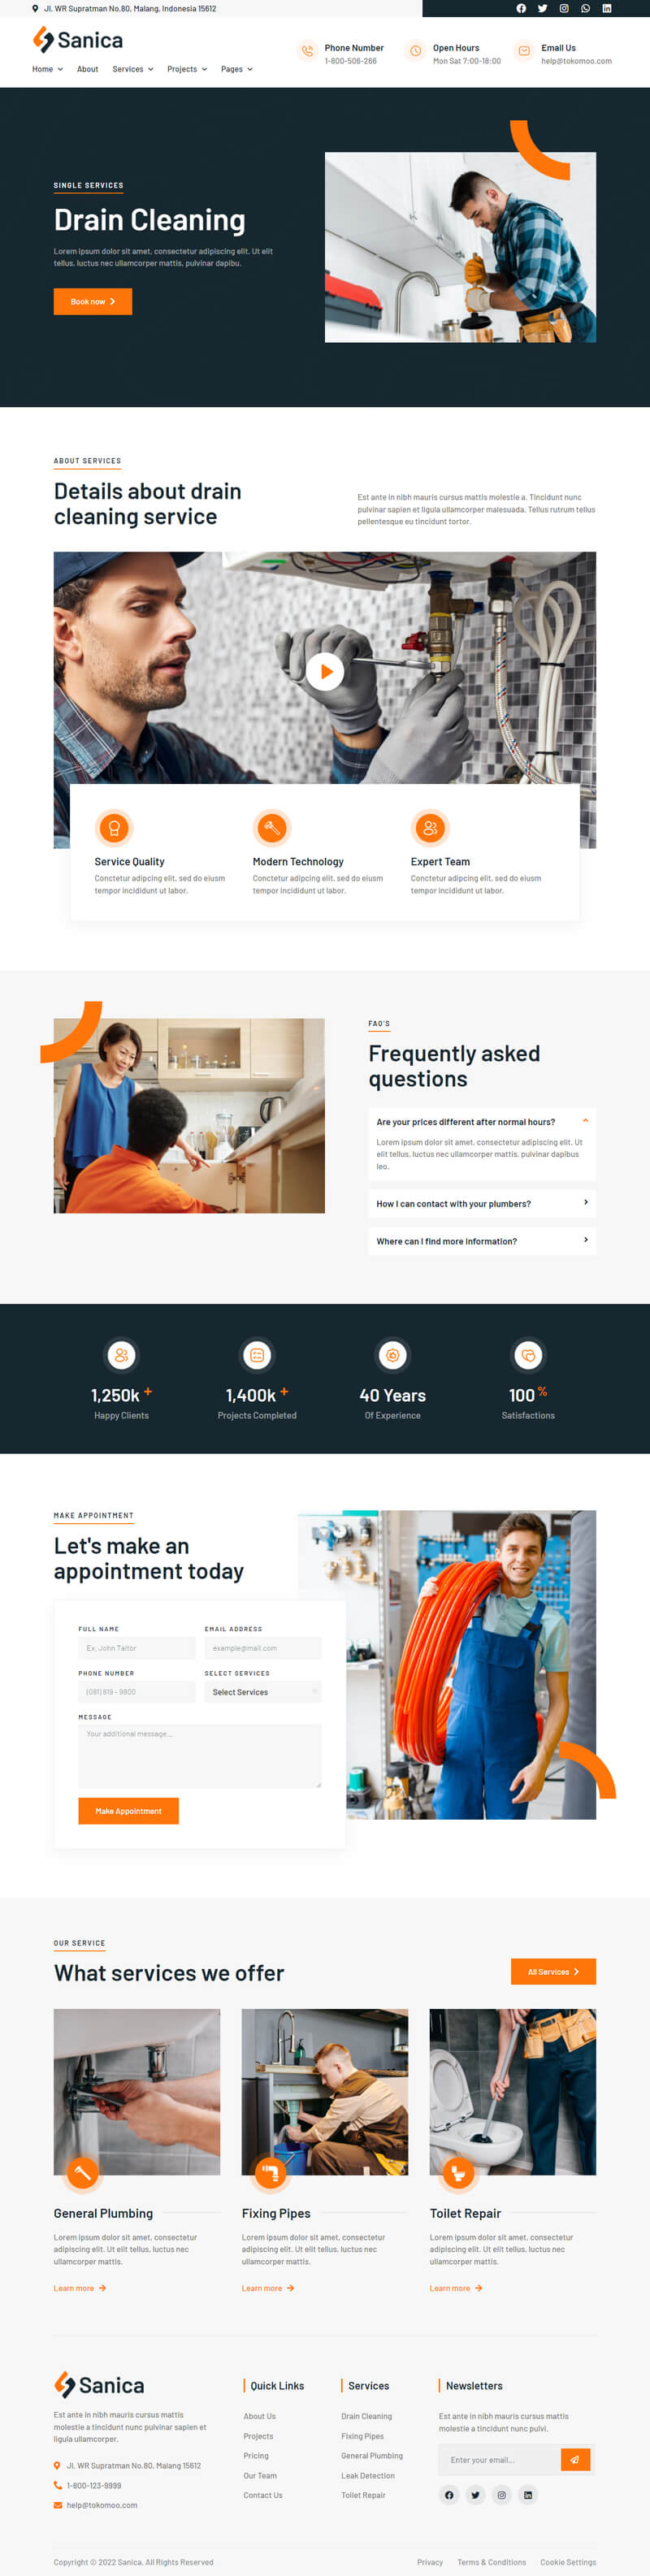 Jl. WR Supratman No.80, Malang, Indonesia 15612
Sanica
Phone Number
1-800-506-266
Open Hours
Mon Sat 7:00-18:00
Email Us
help@tokomoo.com
Home
About
Services
Projects
Pages
SINGLE SERVICES
Drain Cleaning
Lorem ipsum dolor sit amet, consectetur adipiscing elit. Ut elit
tellus, luctus nec ullamcorper mattis, pulvinar dapibu.
Book now
ABOUT SERVICES
Details about drain
cleaning service
Est ante in nibh mauris cursus mattis molestie a. Tincidunt nunc
pulvinar sapien et ligula ullamcorper malesuada. Tellus rutrum tellus
pellentesque eu tincidunt tortor.
Service Quality
Conctetur adipcing elit, sed do eiusm
tempor incididunt ut labor.
Modern Technology
Conctetur adipcing elit, sed do eiusm
tempor incididunt ut labor.
Expert Team
Conctetur adipcing elit, sed do eiusm
tempor incididunt ut labor.
FAQ'S
Frequently asked
questions
Are your prices different after normal hours?
Lorem ipsum dolor sit amet, consectetur adipiscing elit. Ut
elit tellus, luctus nec ullamcorper mattis, pulvinar dapibus
leo.
How I can contact with your plumbers?
Where can I find more information?
1,250k +
Happy Clients
1,400k +
Projects Completed
40 Years
Of Experience
100 %
Satisfactions
MAKE APPOINTMENT
Let's make an
appointment today
FULL NAME
Ex. John Taitor
EMAIL ADDRESS
example@mail.com
PHONE NUMBER
(081) 819 - 9800
SELECT SERVICES
Select Services
MESSAGE
Your additional message...
Make Appointment
OUR SERVICE
What services we offer
All Services
General Plumbing
Lorem ipsum dolor sit amet, consectetur
adipiscing elit. Ut elit tellus, luctus nec
ullamcorper mattis.
Learn more
Fixing Pipes
Lorem ipsum dolor sit amet, consectetur
adipiscing elit. Ut elit tellus, luctus nec
ullamcorper mattis.
Learn more
Toilet Repair
Lorem ipsum dolor sit amet, consectetur
adipiscing elit. Ut elit tellus, luctus nec
ullamcorper mattis.
Learn more
Sanica
Est ante in nibh mauris cursus mattis
molestie a tincidunt nunc pulvinar sapien et
ligula ullamcorper.
Jl. WR Supratman No.80, Malang 15612
1-800-123-9999
help@tokomoo.com
Quick Links
About Us
Projects
Pricing
Our Team
Contact Us
Services
Drain Cleaning
Fixing Pipes
General Plumbing
Leak Detection
Toilet Repair
Newsletters
Est ante in nibh mauris cursus mattis
molestie a tincidunt nunc pulvi.
Enter your email...
Copyright © 2022 Sanica, All Rights Reserved
Privacy
Terms & Conditions
Cookie Settings